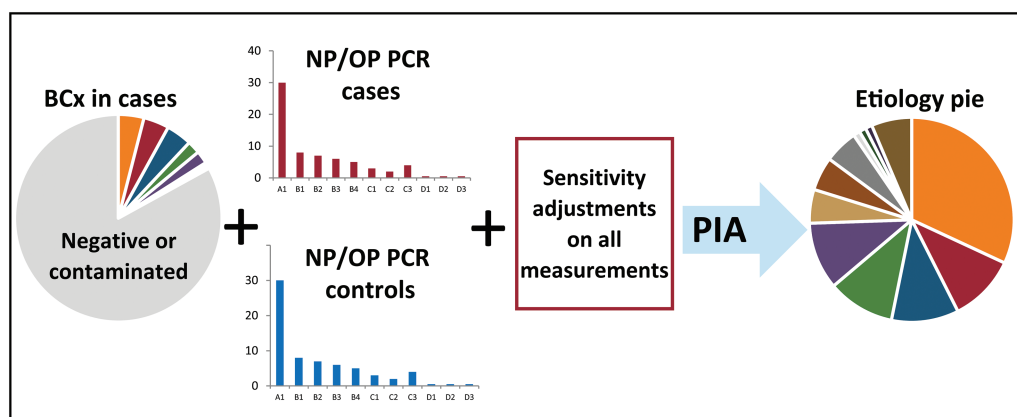 BCx in cases
Negative or
contaminated
+
NP/OP PCR
cases
40
30
20
10
0
A1 B1 B2 B3 B4 C1 C2 C3 D1 D2 D3
NP/OP PCR
controls
30
20
10
0
A1 B1 B2 B3 B4 C1 C2 C3 D1 D2 D3
+
Sensitivity
adjustments
on all
measurements
PIA
Etiology pie